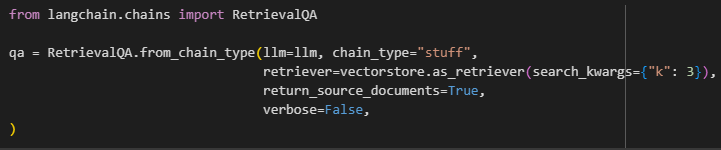 from langchain.chains import RetrievalQA

qa = RetrievalQA.from_chain_type(llm=llm, chain_type="stuff",
                                 retriever=vectorstore.as_retriever(search_kwargs={"k": 3}),
                                 return_source_documents=True,
                                 verbose=False,
)